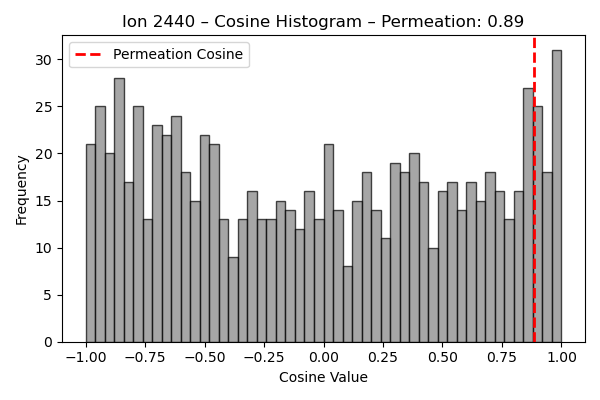 Ion 2440 – Cosine Histogram – Permeation: 0.89
Permeation Cosine
Frequency
30
25
20
15
10
5
0
−1.00 −0.75 −0.50 −0.25 0.00 0.25 0.50 0.75 1.00
Cosine Value